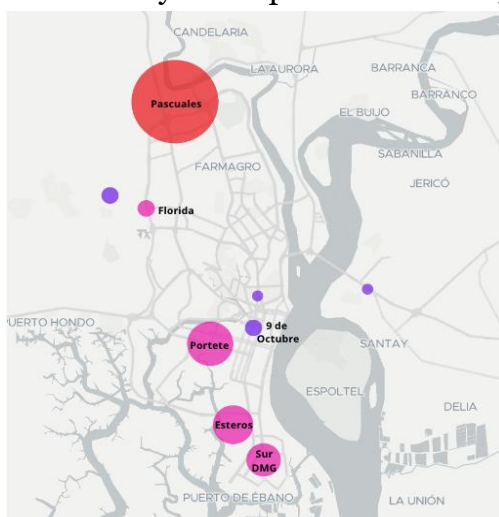 CANDELARIA
LA AURORA
BARRANCA
BARRANCO
Pascuales
EL BUIJO
SABANILLA
FARMAGRO
JERICÓ
Florida
PUERTO HONDO
9 de
Octubre
Portete
SANTAY
ESPOLTEL
DELIA
Esteros
Sur
DMG
PUERTO DE ÉBANO
LA UNIÓN